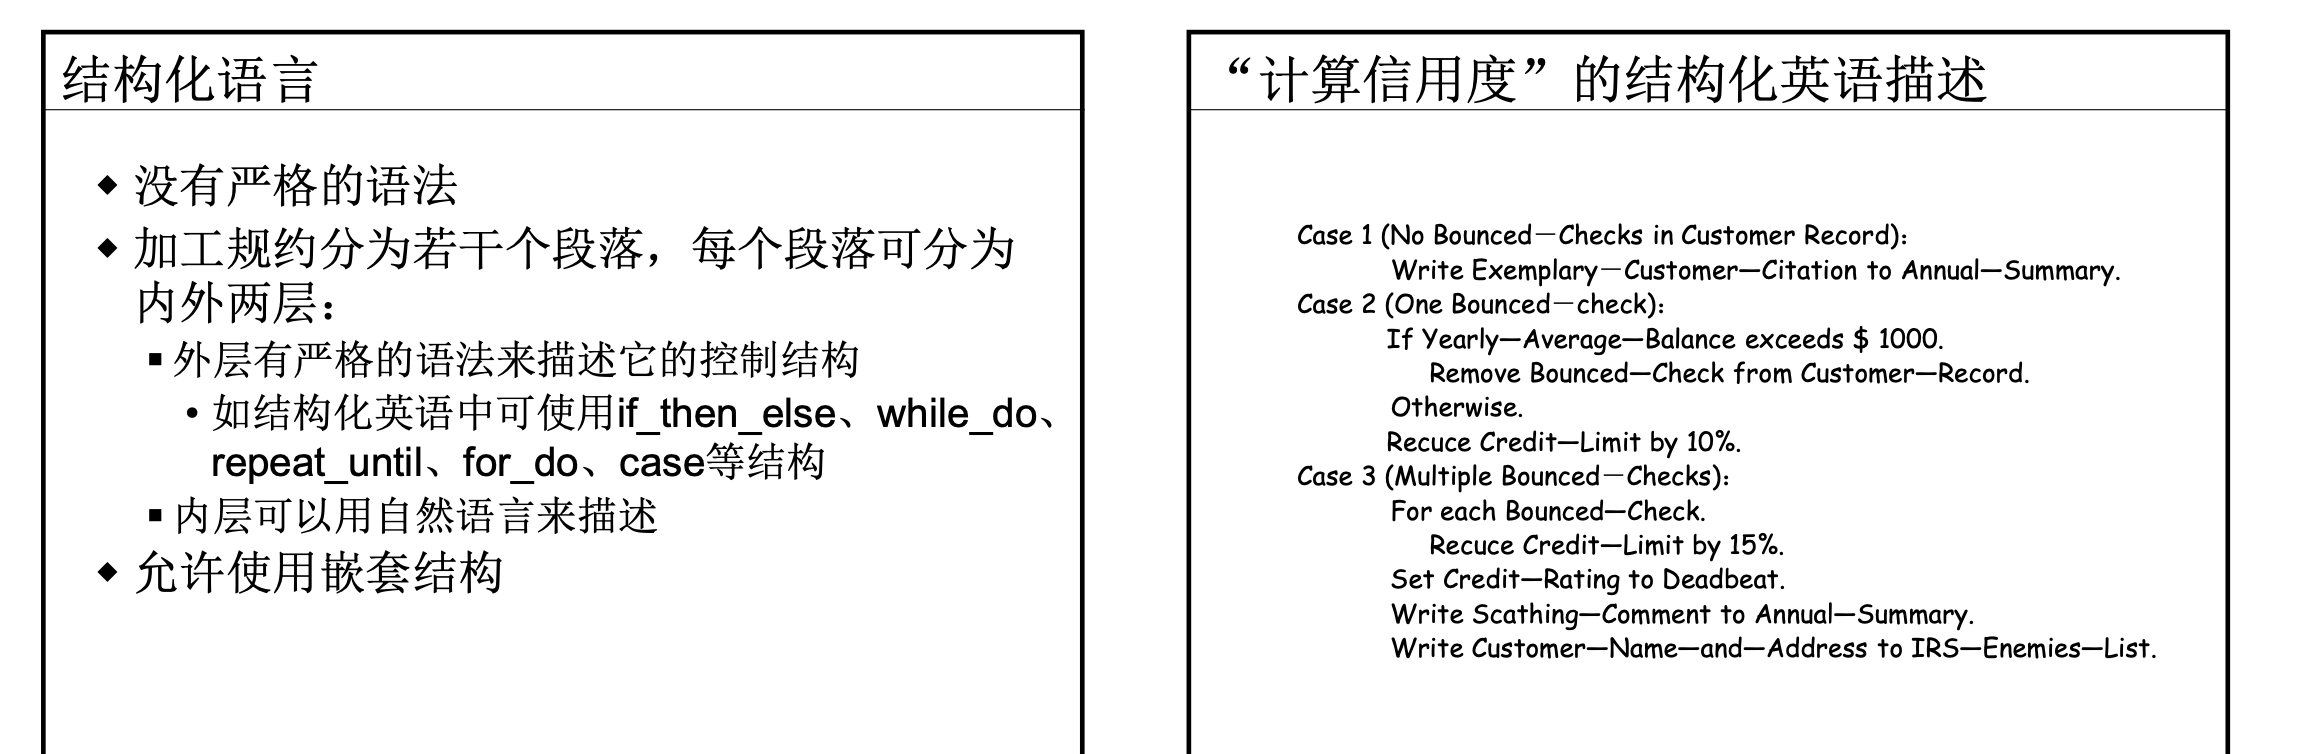 结构化语言
◆ 没有严格的语法
◆ 加工规约分为若干个段落，每个段落可分为
内外两层：
▪ 外层有严格的语法来描述它的控制结构
• 如结构化英语中可使用if_then_else、while_do、
repeat_until、for_do、case等结构
▪ 内层可以用自然语言来描述
◆ 允许使用嵌套结构
“计算信用度”的结构化英语描述
Case 1 (No Bounced－Checks in Customer Record)：
Write Exemplary－Customer—Citation to Annual—Summary.
Case 2 (One Bounced－check)：
If Yearly—Average—Balance exceeds $ 1000.
Remove Bounced—Check from Customer—Record.
Otherwise.
Recuce Credit—Limit by 10%.
Case 3 (Multiple Bounced－Checks)：
For each Bounced—Check.
Recuce Credit—Limit by 15%.
Set Credit—Rating to Deadbeat.
Write Scathing—Comment to Annual—Summary.
Write Customer—Name—and—Address to IRS—Enemies—List.